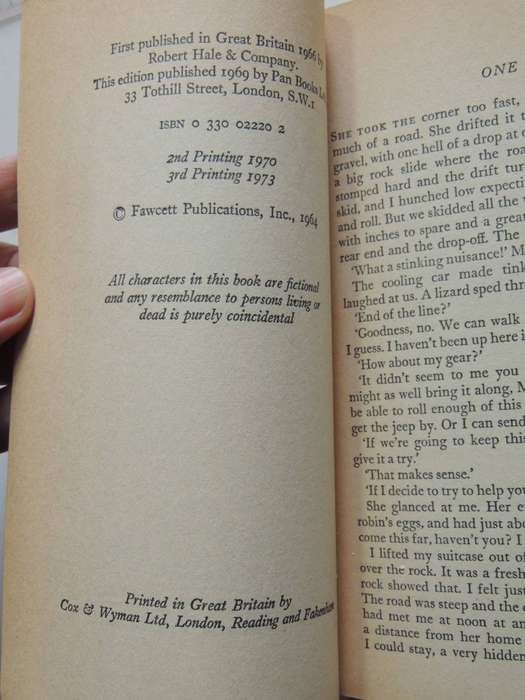 First published in Great Britain 1966 by
Robert Hale & Company.
This edition published 1969 by Pan Books
33 Tothill Street, London, S.W.1
ISBN 0 330 02220 2
2nd Printing 1970
3rd Printing 1973
© Fawcett Publications, Inc., 1964
All characters in this book are fictional
and any resemblance to persons living or
dead is purely coincidental
Printed in Great Britain by
Cox & Wyman Ltd, London, Reading and Fakenham
ONE
SHE TOOK THE corner too fast,
much of a road. She drifted it
gravel, with one hell of a drop at
a big rock slide where the roa
stomped hard and the drift tur
skid, and I hunched low expecti
and roll. But we skidded all the
with inches to spare and a great
rear end and the drop-off. The
'What a stinking nuisance!' M
The cooling car made tink
laughed at us. A lizard sped thr
'End of the line?'
'Goodness, no. We can walk
I guess. I haven't been up here i
'How about my gear?'
'It didn't seem to me you
might as well bring it along, M
be able to roll enough of this
get the jeep by. Or I can send
'If we're going to keep this
give it a try.'
'That makes sense.'
'If I decide to try to help you
She glanced at me. Her e
robin's eggs, and had just abo
come this far, haven't you? I
I lifted my suitcase out of
over the rock. It was a fresh
rock showed that. I felt just
The road was steep and the
had met me at noon at an
a distance from her home
I could stay, a very hidden